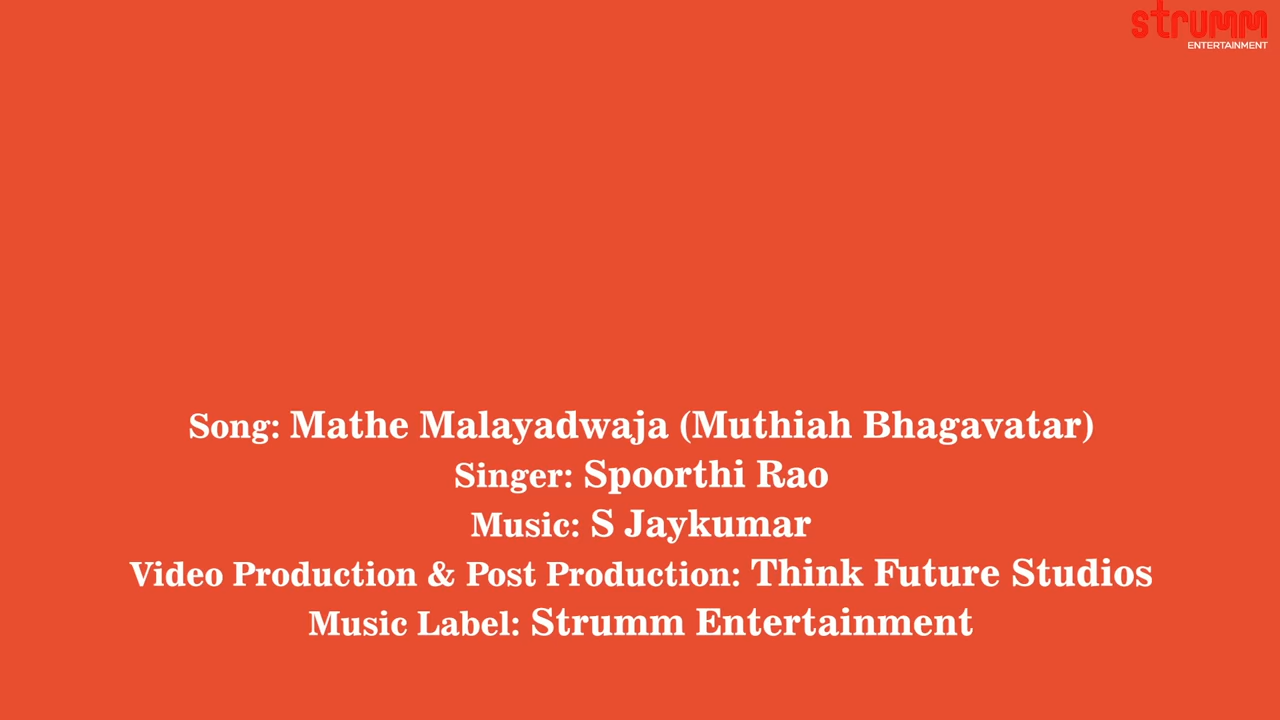 strumm
ENTERTAINMENT
Song: Mathe Malayadwaja (Muthiah Bhagavatar)
Singer: Spoorthi Rao
Music: S Jaykumar
Video Production & Post Production: Think Future Studios
Music Label: Strumm Entertainment